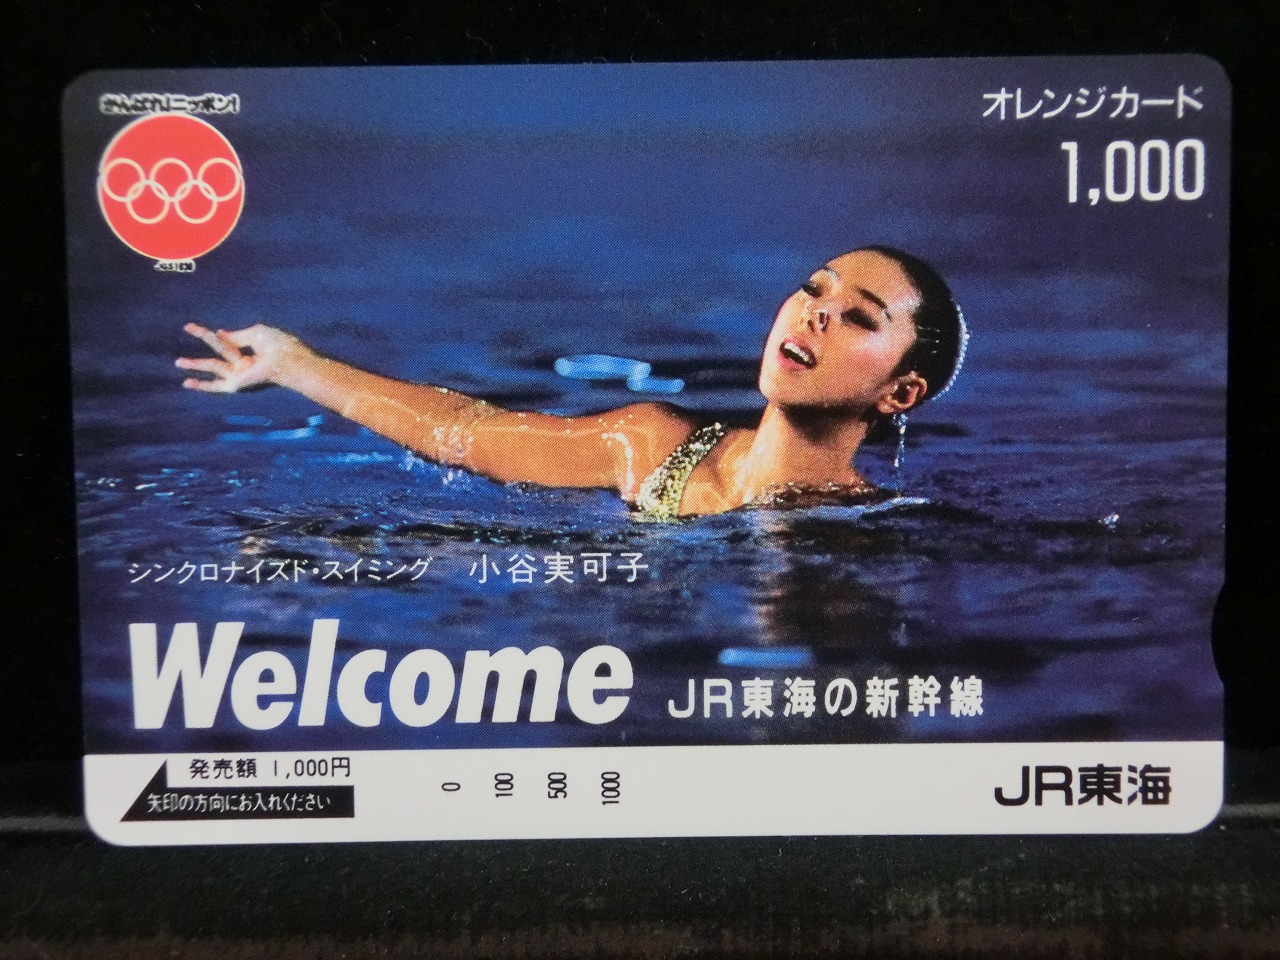 がんばれ!ニッポン!
オレンジカード
1,000
シンクロナイズド・スイミング 小谷実可子
Welcome JR東海の新幹線
発売額 1,000円
矢印の方向にお入れください
0 100 500 1000
JR東海